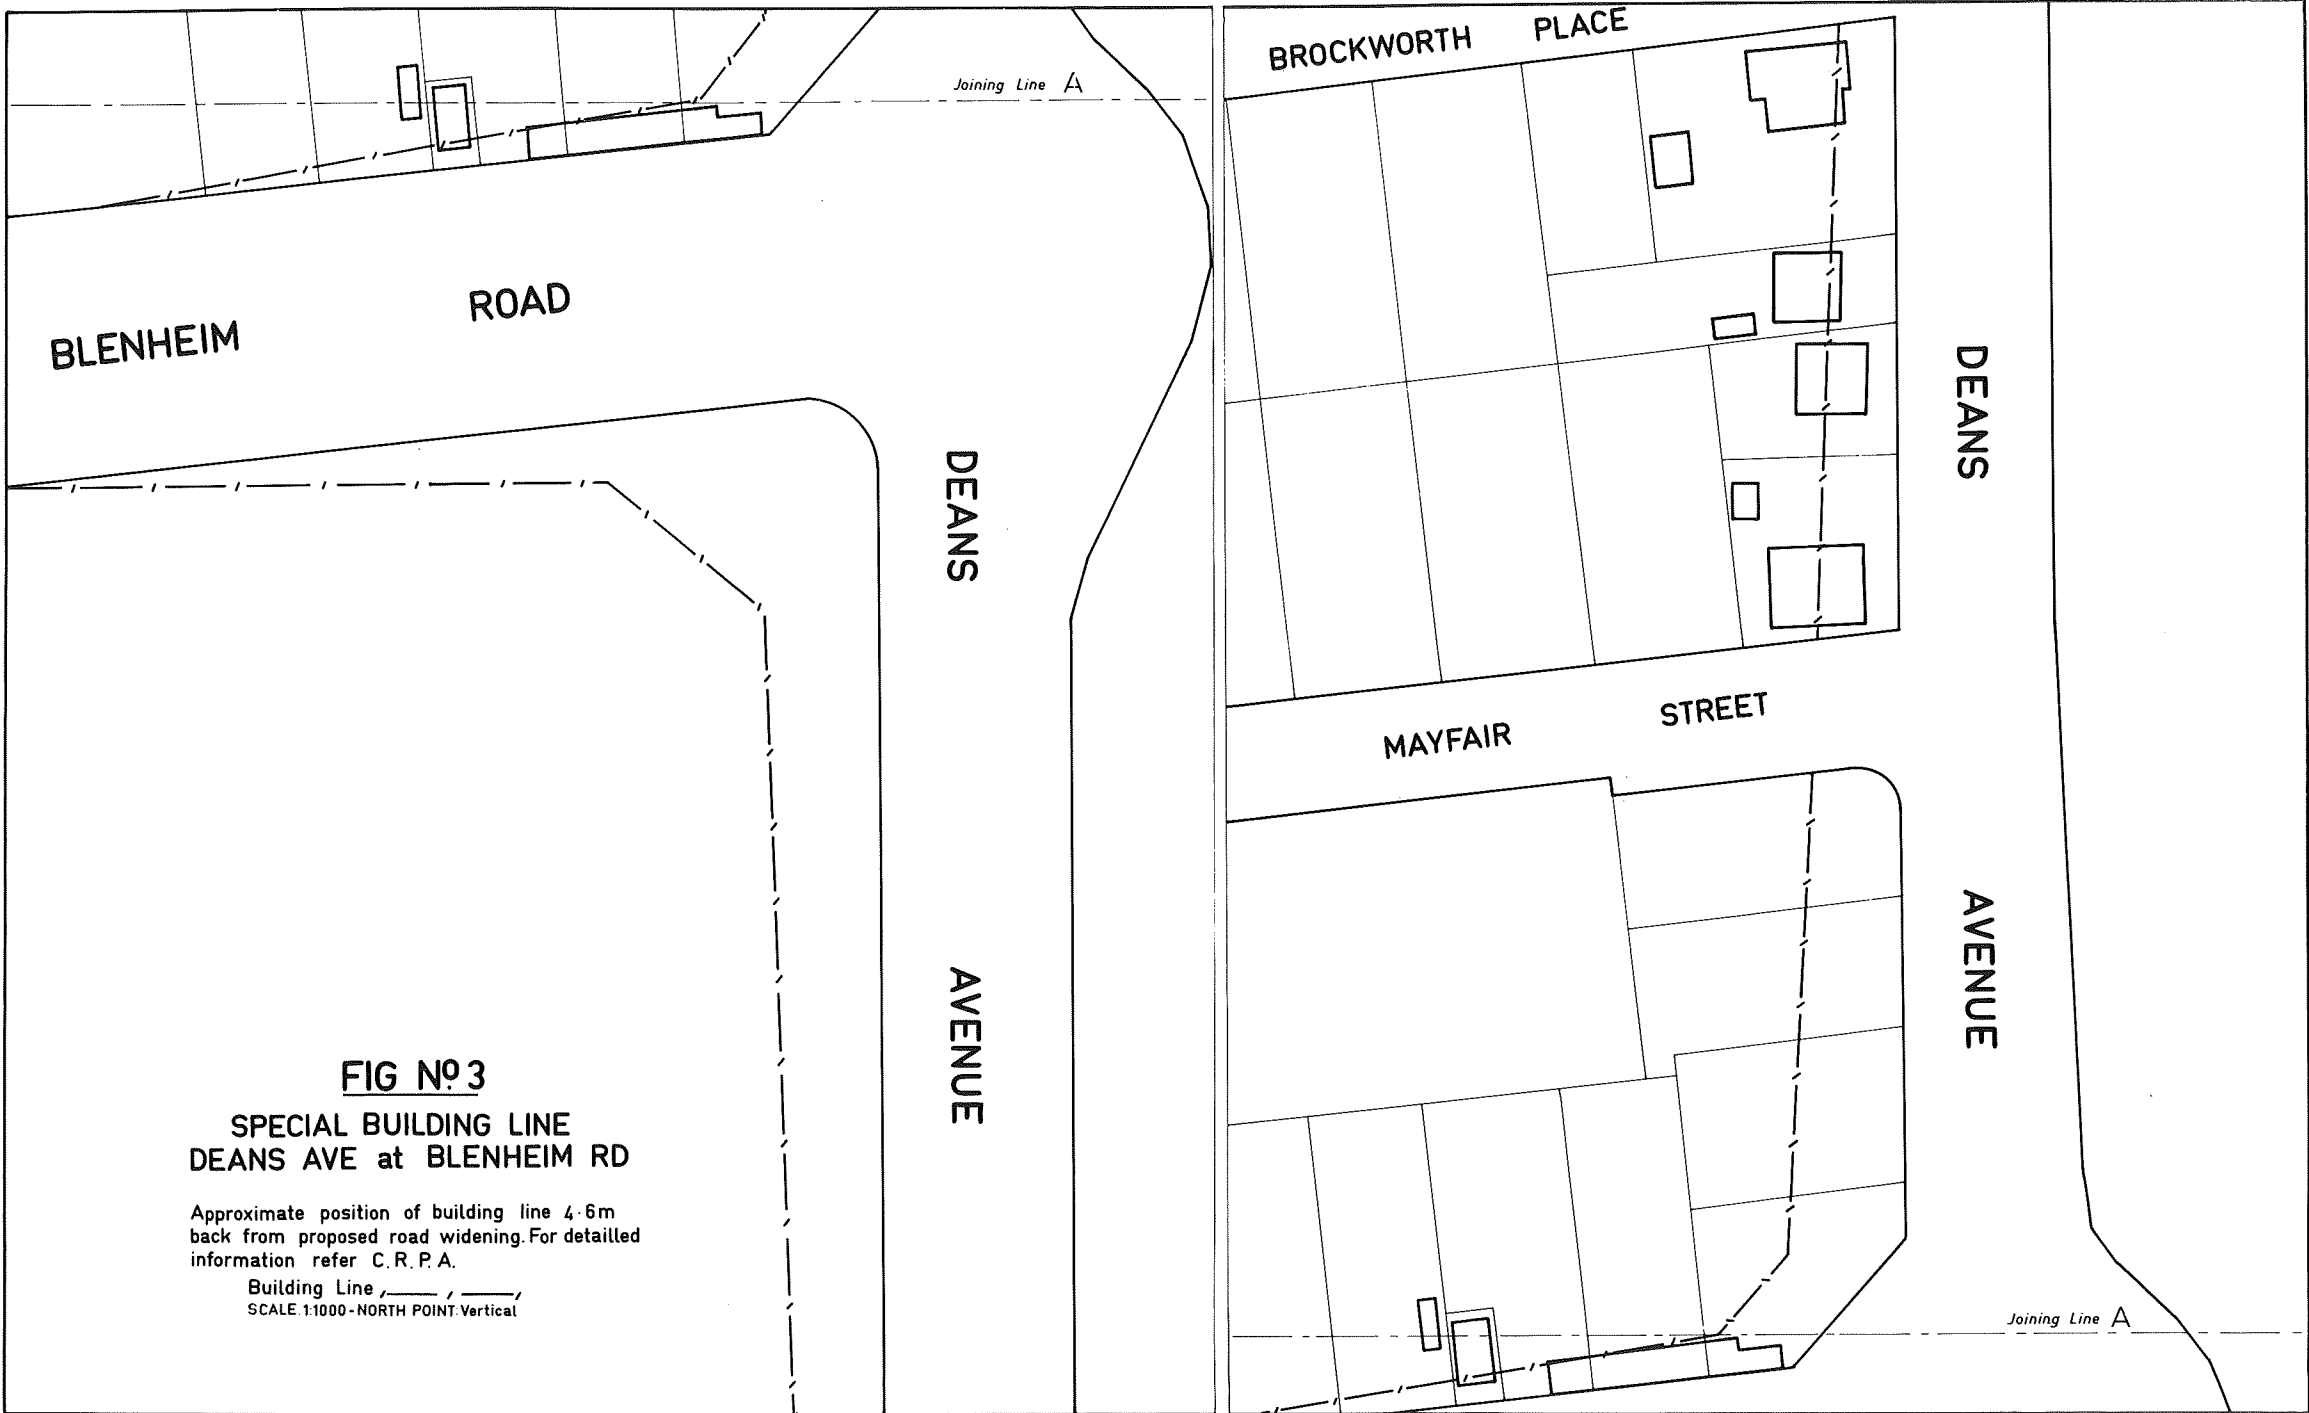 Joining Line A
BLENHEIM ROAD
DEANS
AVENUE
FIG Nº 3
SPECIAL BUILDING LINE
DEANS AVE at BLENHEIM RD
Approximate position of building line 4·6m
back from proposed road widening. For detailled
information refer C.R.P.A.
Building Line
SCALE.1:1000-NORTH POINT:Vertical
BROCKWORTH PLACE
DEANS
MAYFAIR STREET
AVENUE
Joining Line A